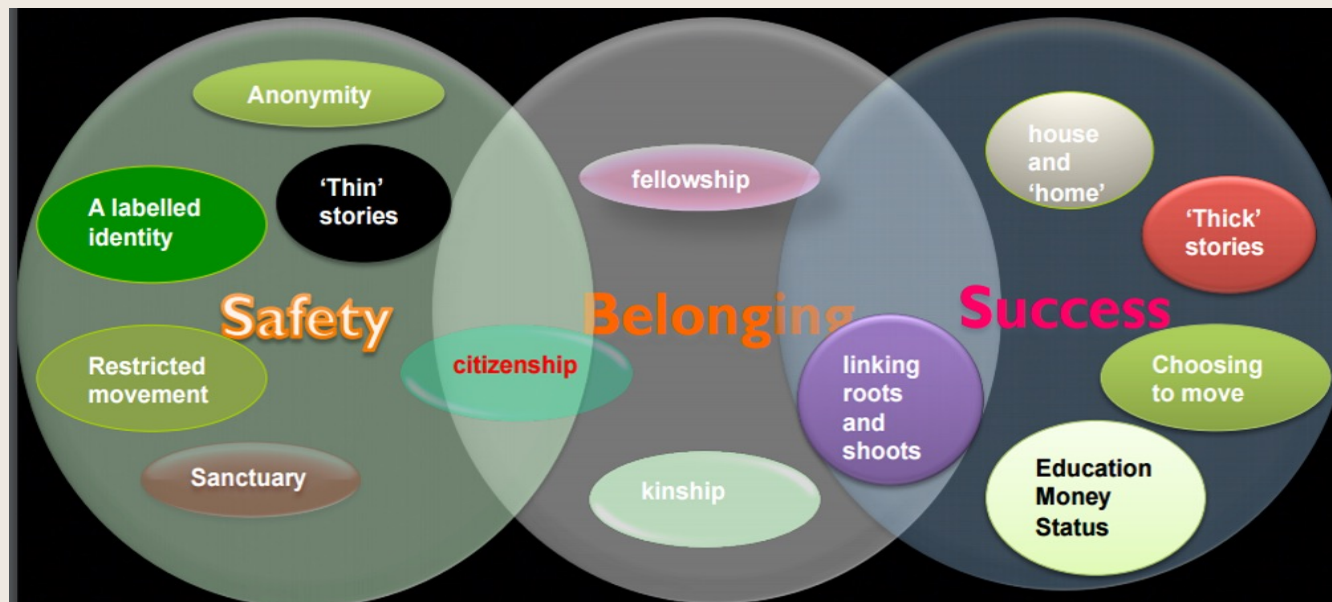 Anonymity
A labelled
identity
‘Thin’
stories
Safety
Restricted
movement
Sanctuary
citizenship
fellowship
Belonging
kinship
linking
roots
and
shoots
house
and
‘home’
‘Thick’
stories
Success
Choosing
to move
Education
Money
Status